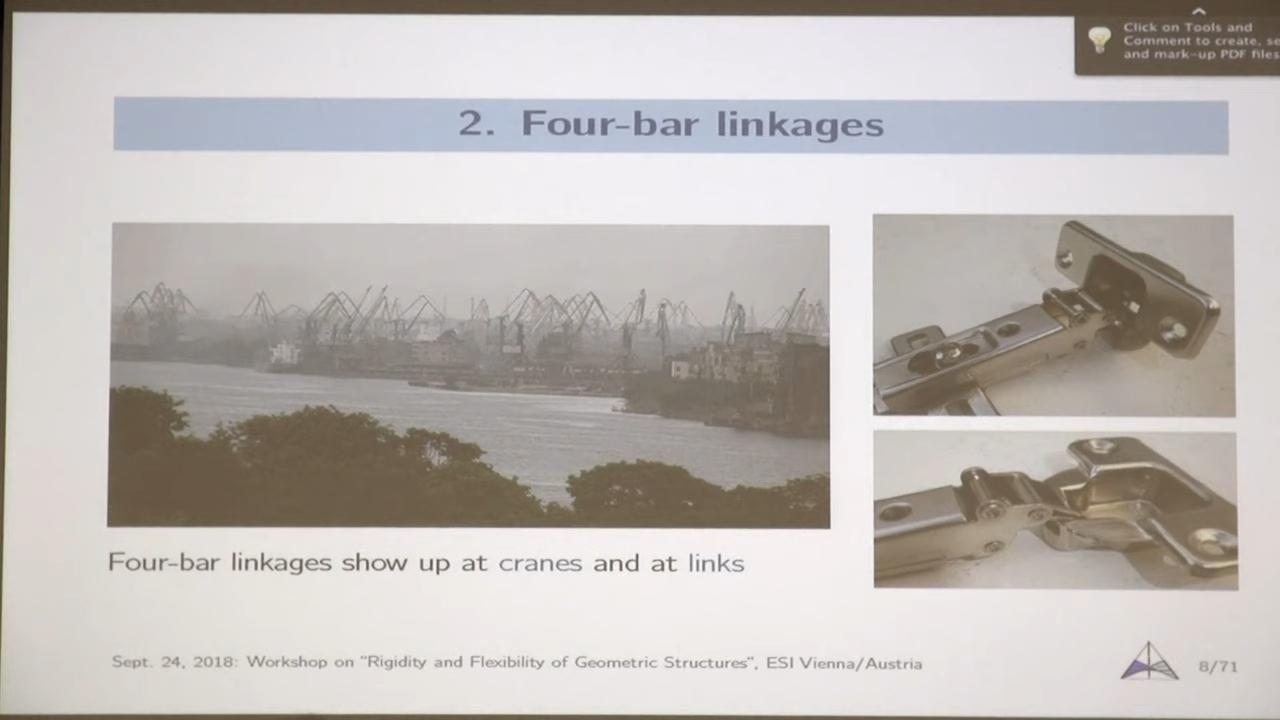 Click on Tools and
Comment to create, se
and mark-up PDF files
2. Four-bar linkages
Four-bar linkages show up at cranes and at links
Sept. 24, 2018: Workshop on "Rigidity and Flexibility of Geometric Structures", ESI Vienna/Austria
8/71